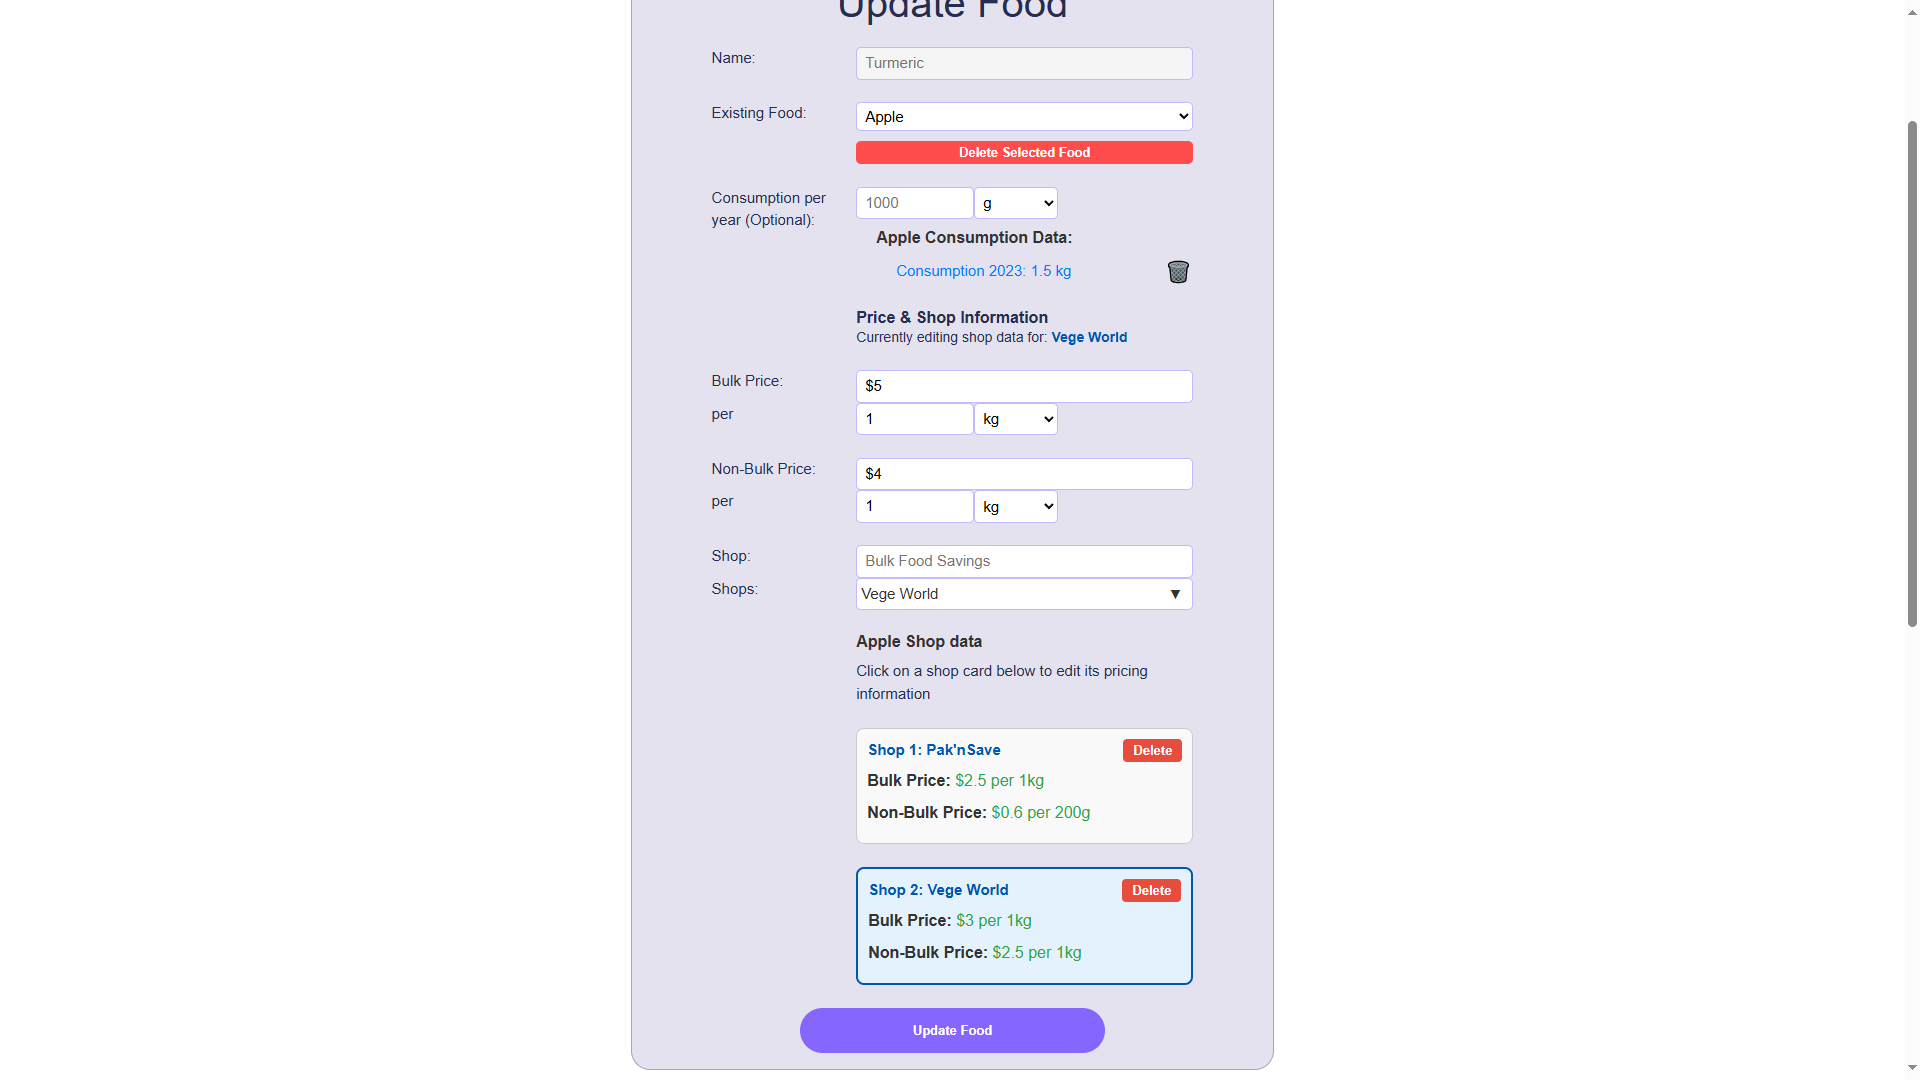 Update Food
Name:
Turmeric
Existing Food:
Apple
Delete Selected Food
Consumption per
year (Optional):
1000
g
Apple Consumption Data:
Consumption 2023: 1.5 kg
Price & Shop Information
Currently editing shop data for: Vege World
Bulk Price:
$5
per
1
kg
Non-Bulk Price:
$4
per
1
kg
Shop:
Bulk Food Savings
Shops:
Vege World
Apple Shop data
Click on a shop card below to edit its pricing
information
Shop 1: Pak'nSave
Delete
Bulk Price: $2.5 per 1kg
Non-Bulk Price: $0.6 per 200g
Shop 2: Vege World
Delete
Bulk Price: $3 per 1kg
Non-Bulk Price: $2.5 per 1kg
Update Food